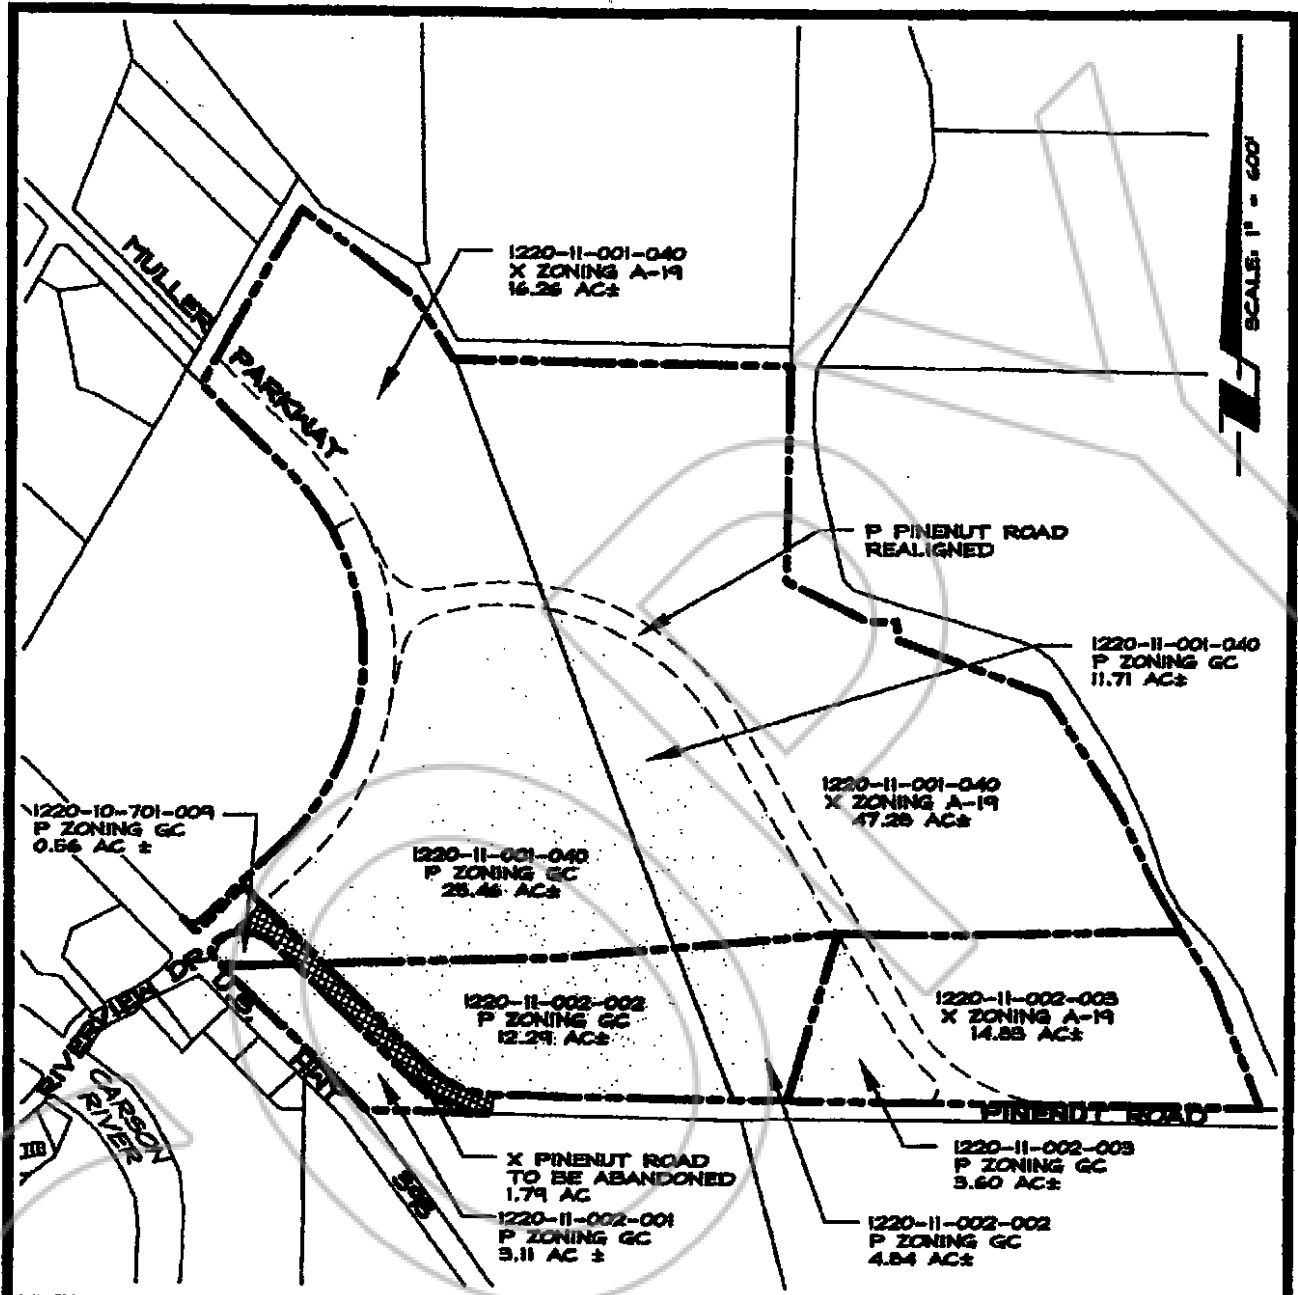 SCALE: 1" = 600'
1220-11-001-040
X ZONING A-19
16.26 AC±
MULLER
PARKWAY
P PINENUT ROAD
REALIGNED
1220-11-001-040
P ZONING GC
11.71 AC±
1220-11-001-040
X ZONING A-19
47.28 AC±
1220-10-701-009
P ZONING GC
0.56 AC ±
1220-11-001-040
P ZONING GC
25.46 AC±
1220-11-002-002
P ZONING GC
12.29 AC±
1220-11-002-003
X ZONING A-19
14.83 AC±
RIVERVIEW DR.
U.S.
HWY
395
CARSON
RIVER
PINENUT ROAD
X PINENUT ROAD
TO BE ABANDONED
1.79 AC
1220-11-002-001
P ZONING GC
3.11 AC ±
1220-11-002-003
P ZONING GC
3.60 AC±
1220-11-002-002
P ZONING GC
4.84 AC±